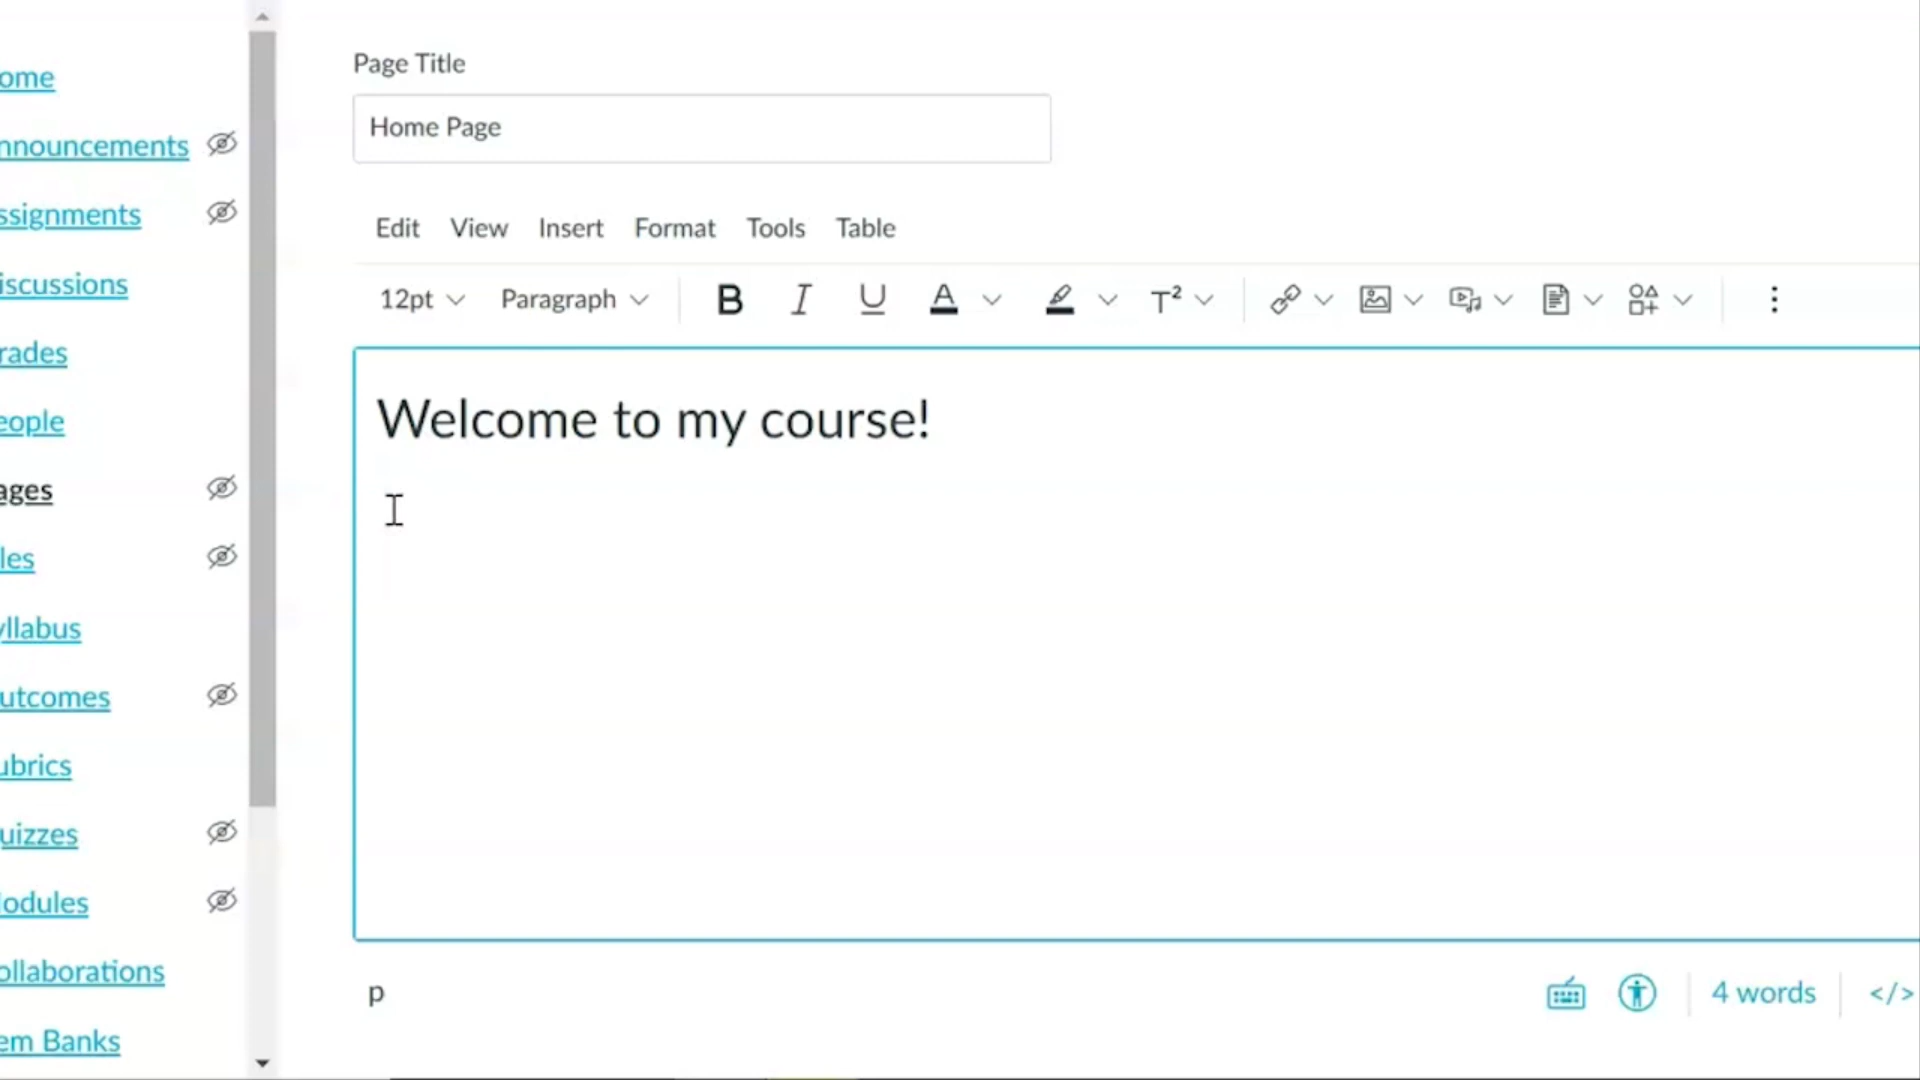 ome
nnouncements
ssignments
iscussions
rades
eople
ages
les
yllabus
utcomes
ubrics
uizzes
odules
ollaborations
em Banks
Page Title
Home Page
Edit View Insert Format Tools Table
12pt Paragraph B I U A T²
Welcome to my course!
p
4 words </>